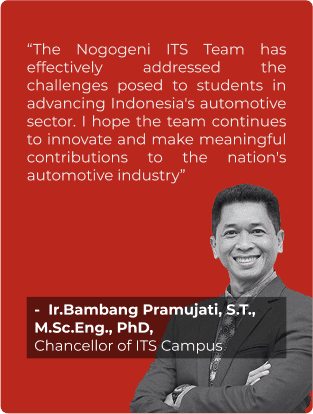 “The Nogogeni ITS Team has
effectively addressed the
challenges posed to students in
advancing Indonesia's automotive
sector. I hope the team continues
to innovate and make meaningful
contributions to the nation's
automotive industry”
- Ir.Bambang Pramujati, S.T.,
M.Sc.Eng., PhD,
Chancellor of ITS Campus